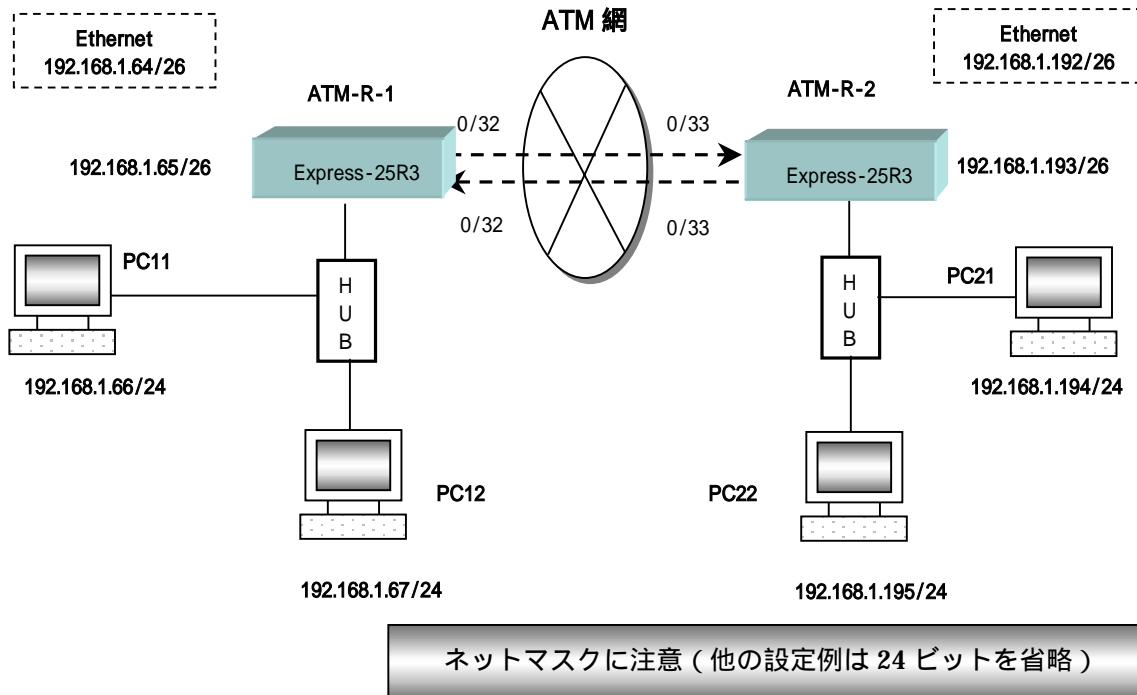 ATM 網
Ethernet
192.168.1.64/26
Ethernet
192.168.1.192/26
ATM-R-1
ATM-R-2
0/32
0/33
192.168.1.65/26
Express-25R3
Express-25R3
192.168.1.193/26
0/32
0/33
PC11
H
U
B
H
U
B
PC21
192.168.1.66/24
192.168.1.194/24
PC12
PC22
192.168.1.67/24
192.168.1.195/24
ネットマスクに注意（他の設定例は 24 ビットを省略）